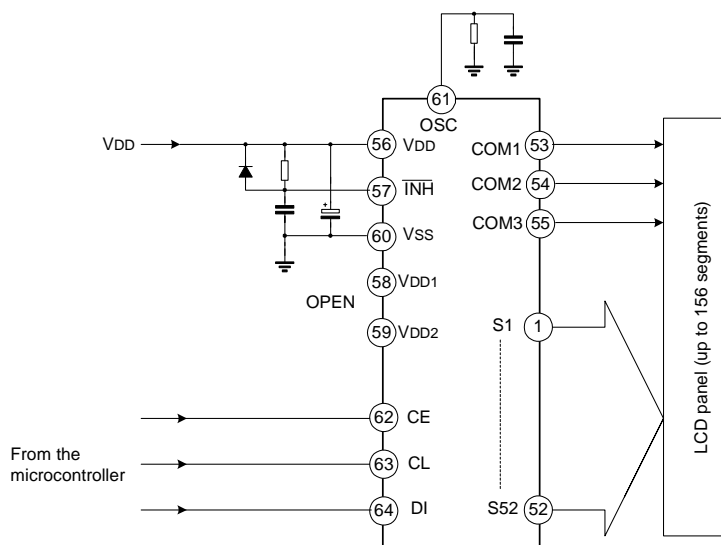 61
OSC
VDD
56
VDD
57
INH
+
60
VSS
58
VDD1
OPEN
59
VDD2
62
CE
From the
microcontroller
63
CL
64
DI
COM1
53
COM2
54
COM3
55
S1
1
S52
52
LCD panel (up to 156 segments)